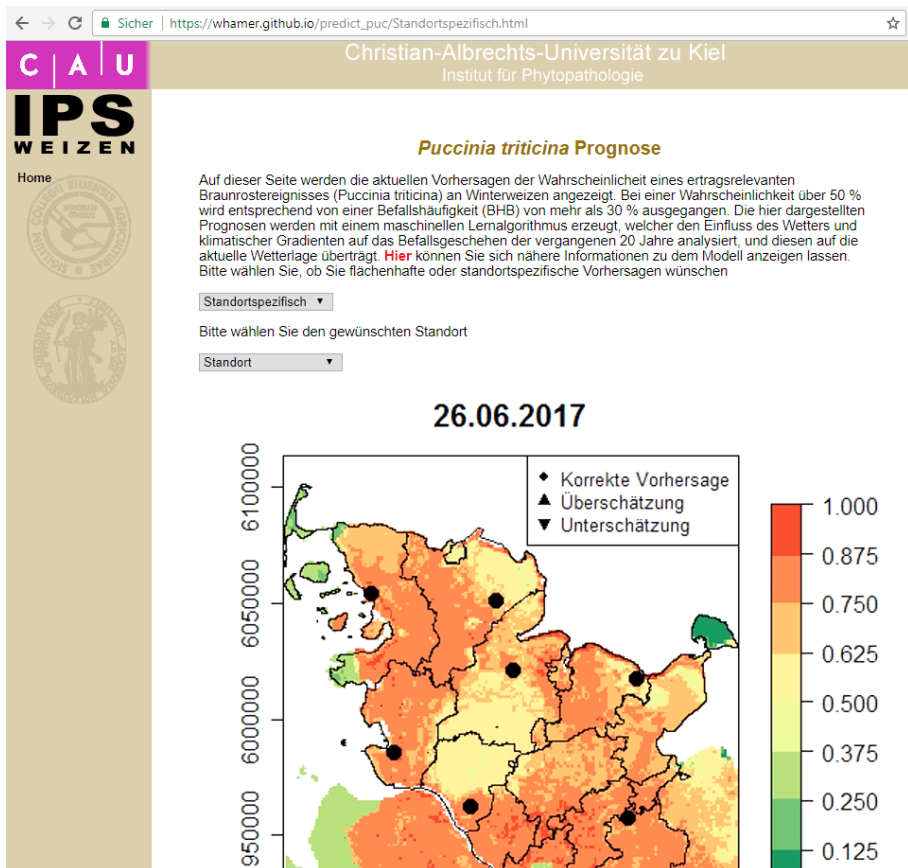 Sicher
https://whamer.github.io/predict_puc/Standortspezifisch.html
C A U
Christian-Albrechts-Universität zu Kiel
Institut für Phytopathologie
IPS
WEIZEN
Home
Puccinia triticina Prognose
Auf dieser Seite werden die aktuellen Vorhersagen der Wahrscheinlicheit eines ertragsrelevanten
Braunrostereignisses (Puccinia triticina) an Winterweizen angezeigt. Bei einer Wahrscheinlichkeit über 50 %
wird entsprechend von einer Befallshäufigkeit (BHB) von mehr als 30 % ausgegangen. Die hier dargestellten
Prognosen werden mit einem maschinellen Lernalgorithmus erzeugt, welcher den Einfluss des Wetters und
klimatischer Gradienten auf das Befallsgeschehen der vergangenen 20 Jahre analysiert, und diesen auf die
aktuelle Wetterlage überträgt. Hier können Sie sich nähere Informationen zu dem Modell anzeigen lassen.
Bitte wählen Sie, ob Sie flächenhafte oder standortspezifische Vorhersagen wünschen
Standortspezifisch
Bitte wählen Sie den gewünschten Standort
Standort
26.06.2017
Korrekte Vorhersage
Überschätzung
Unterschätzung
6100000
6050000
6000000
950000
1.000
0.875
0.750
0.625
0.500
0.375
0.250
0.125